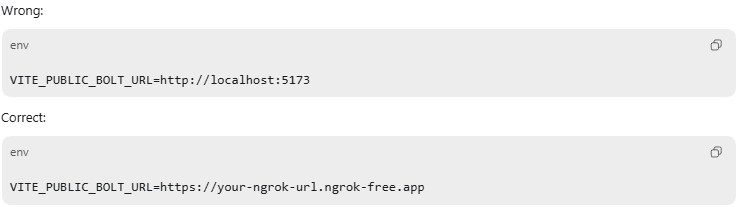 Wrong:
env
VITE_PUBLIC_BOLT_URL=http://localhost:5173
Correct:
env
VITE_PUBLIC_BOLT_URL=https://your-ngrok-url.ngrok-free.app